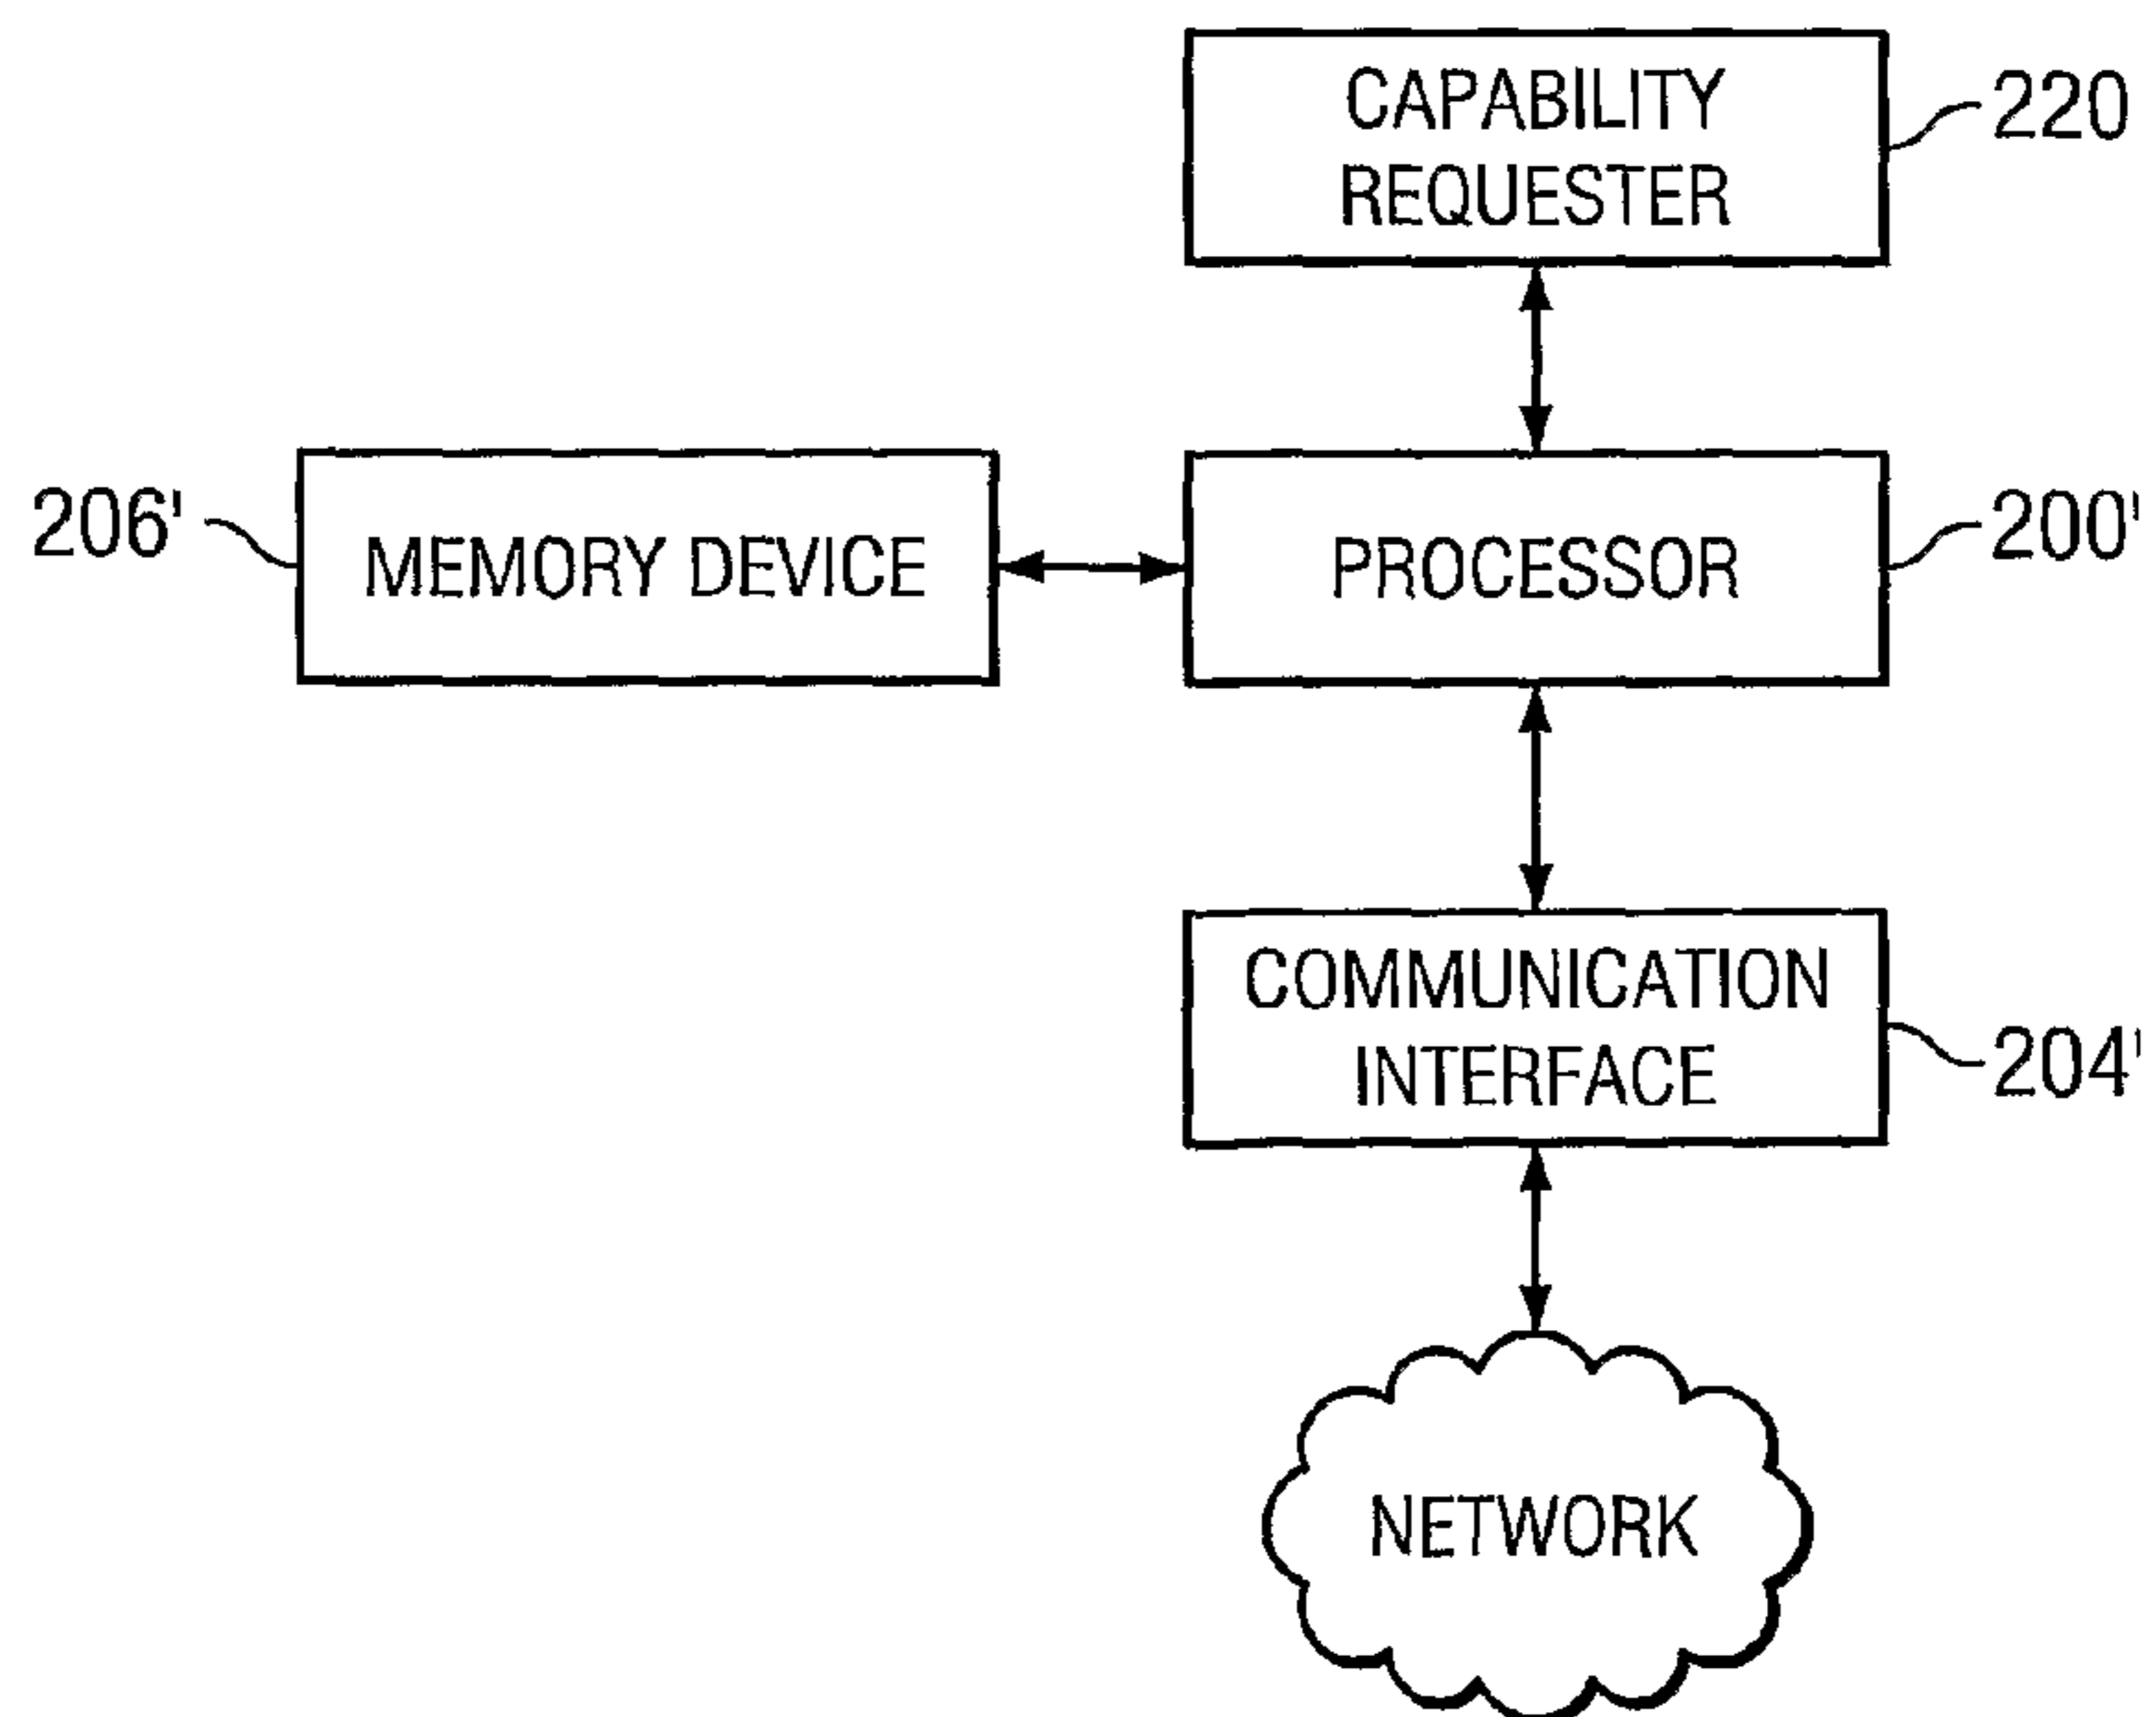 CAPABILITY
REQUESTER
220
206'
MEMORY DEVICE
PROCESSOR
200'
COMMUNICATION
INTERFACE
204'
NETWORK